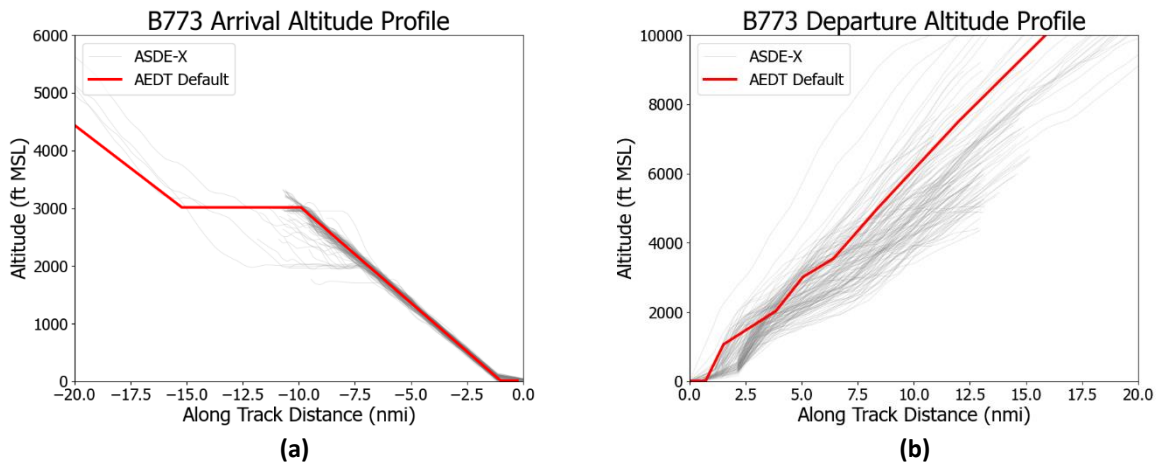 B773 Arrival Altitude Profile
6000
5000
4000
3000
2000
1000
0
Altitude (ft MSL)
ASDE-X
AEDT Default
−20.0 −17.5 −15.0 −12.5 −10.0 −7.5 −5.0 −2.5 0.0
Along Track Distance (nmi)
(a)
B773 Departure Altitude Profile
10000
8000
6000
4000
2000
0
Altitude (ft MSL)
ASDE-X
AEDT Default
0.0 2.5 5.0 7.5 10.0 12.5 15.0 17.5 20.0
Along Track Distance (nmi)
(b)